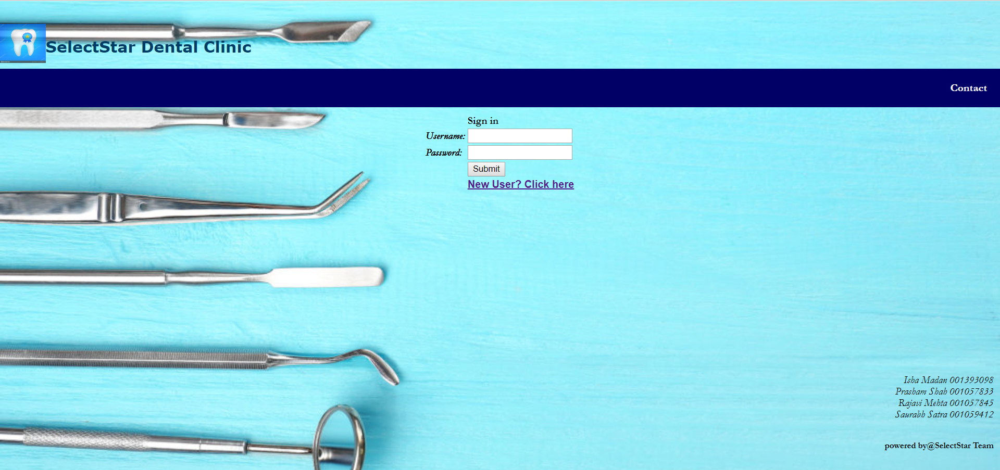 SelectStar Dental Clinic
Contact
Sign in
Username:
Password:
Submit
New User? Click here
Isha Madan 001393098
Prasham Shah 001057833
Rajavi Mehta 001057845
Saurabh Satra 001059412
powered by@SelectStar Team